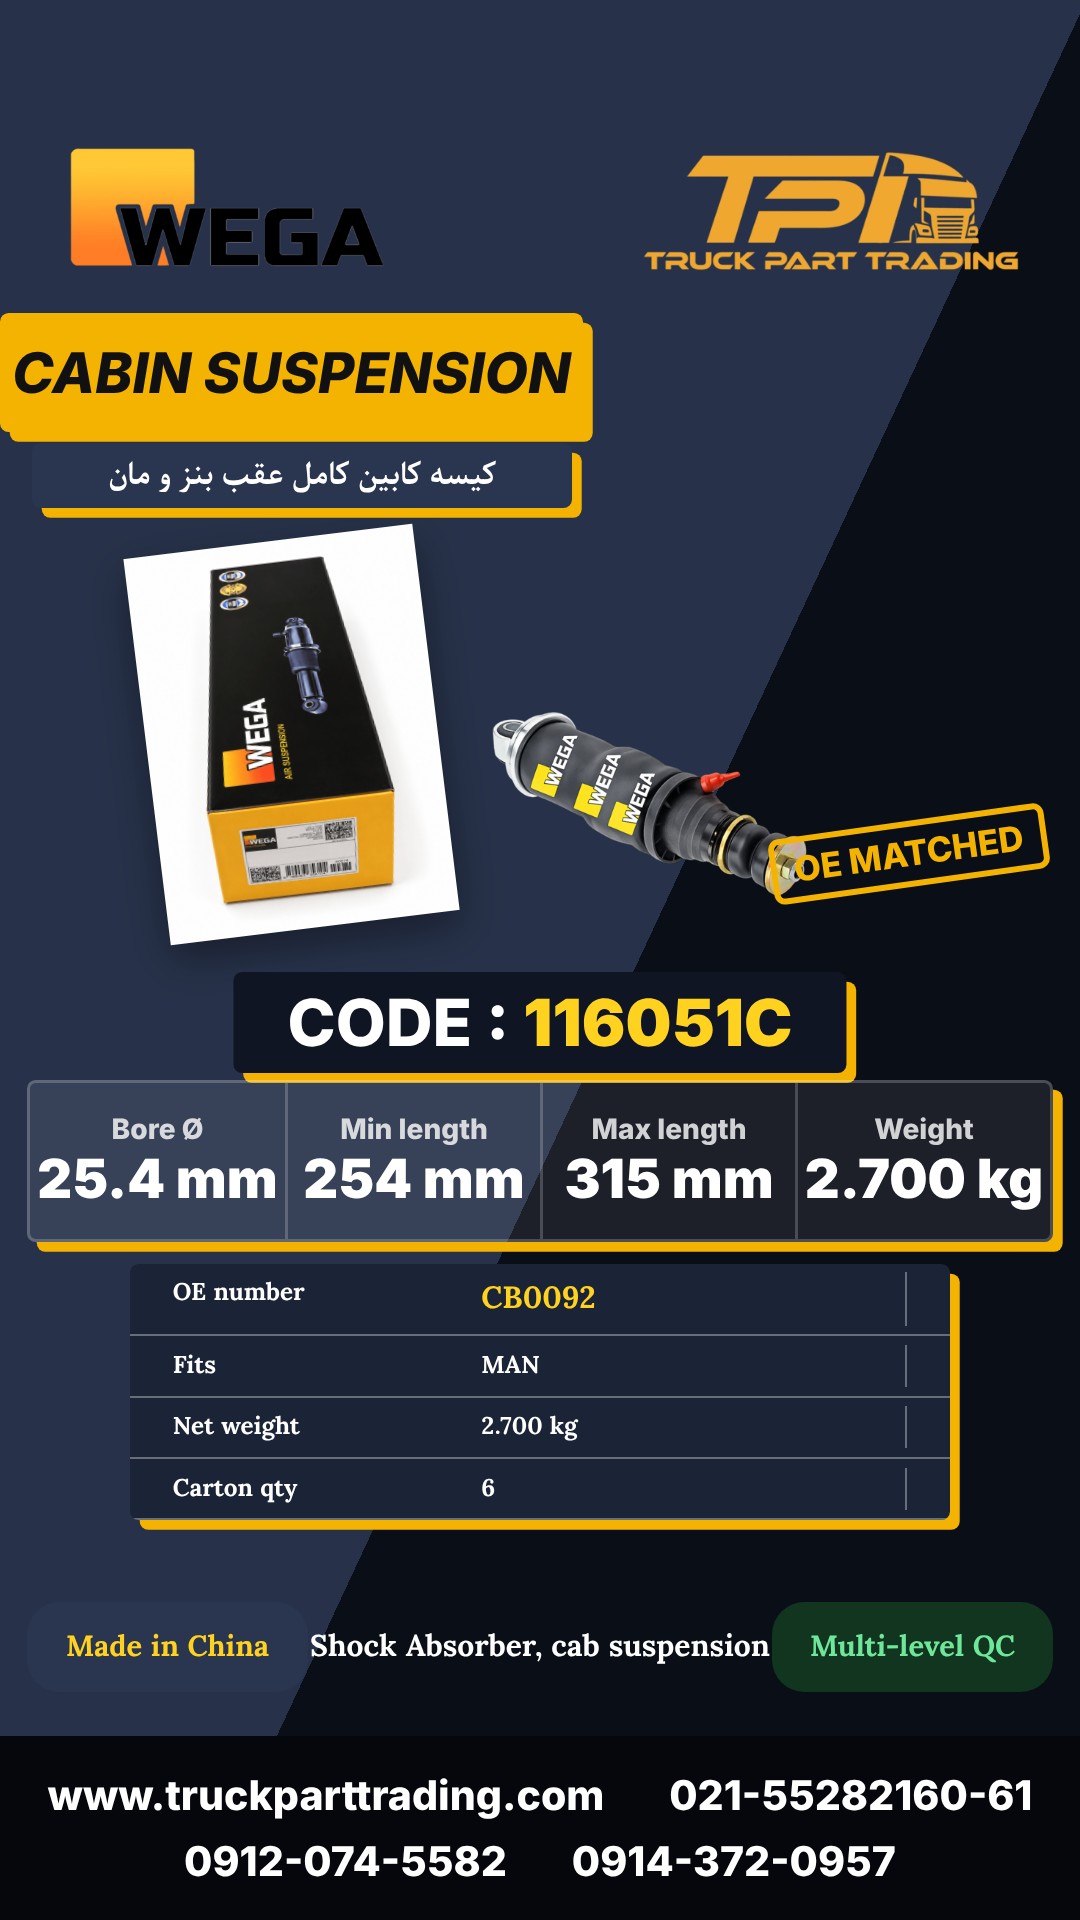 WEGA
TPT
TRUCK PART TRADING
CABIN SUSPENSION
کیسه کابین کامل عقب بنز و مان
WEGA
AIR SUSPENSION
WEGA
WEGA
WEGA
WEGA
OE MATCHED
CODE : 116051C
Bore Ø Min length Max length Weight
25.4 mm 254 mm 315 mm 2.700 kg
OE number CB0092
Fits MAN
Net weight 2.700 kg
Carton qty 6
Made in China Shock Absorber, cab suspension Multi-level QC
www.truckparttrading.com 021-55282160-61
0912-074-5582 0914-372-0957